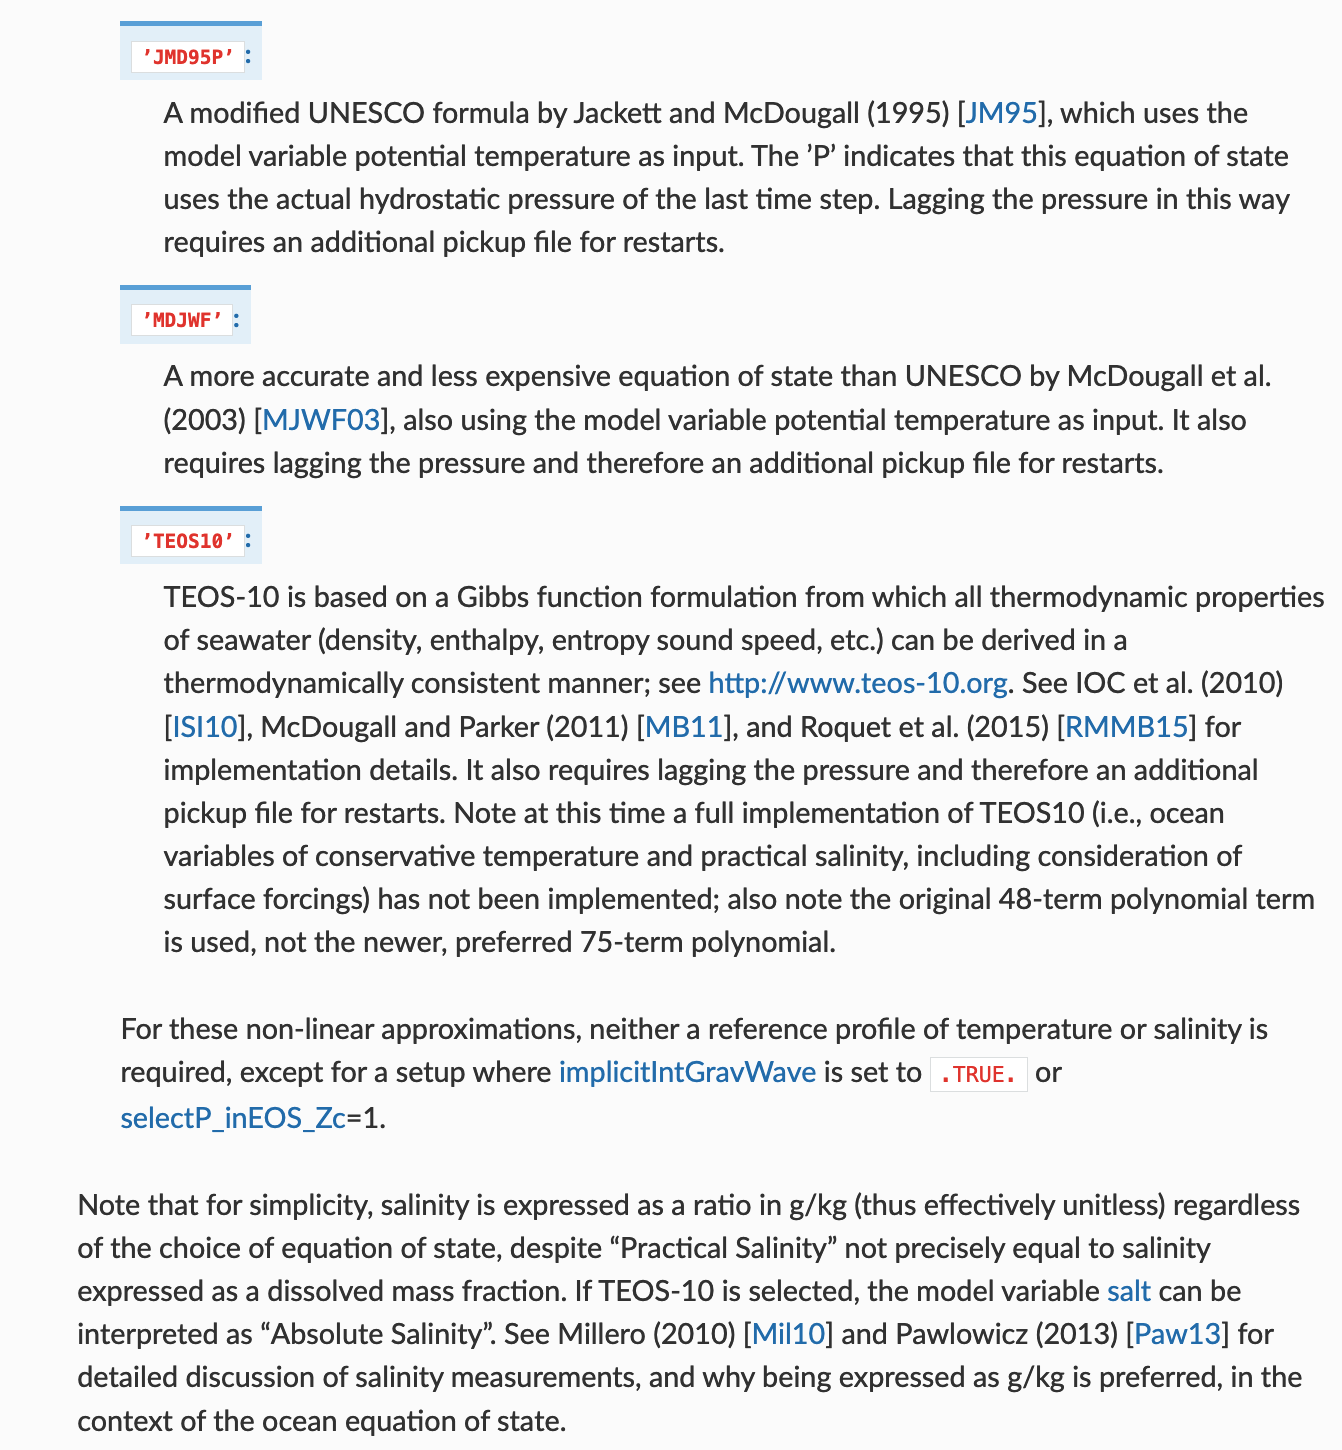 ’JMD95P’:
A modified UNESCO formula by Jackett and McDougall (1995) [JM95], which uses the
model variable potential temperature as input. The ’P’ indicates that this equation of state
uses the actual hydrostatic pressure of the last time step. Lagging the pressure in this way
requires an additional pickup file for restarts.
’MDJWF’:
A more accurate and less expensive equation of state than UNESCO by McDougall et al.
(2003) [MJWF03], also using the model variable potential temperature as input. It also
requires lagging the pressure and therefore an additional pickup file for restarts.
’TEOS10’:
TEOS-10 is based on a Gibbs function formulation from which all thermodynamic properties
of seawater (density, enthalpy, entropy sound speed, etc.) can be derived in a
thermodynamically consistent manner; see http://www.teos-10.org. See IOC et al. (2010)
[ISI10], McDougall and Parker (2011) [MB11], and Roquet et al. (2015) [RMMB15] for
implementation details. It also requires lagging the pressure and therefore an additional
pickup file for restarts. Note at this time a full implementation of TEOS10 (i.e., ocean
variables of conservative temperature and practical salinity, including consideration of
surface forcings) has not been implemented; also note the original 48-term polynomial term
is used, not the newer, preferred 75-term polynomial.
For these non-linear approximations, neither a reference profile of temperature or salinity is
required, except for a setup where implicitIntGravWave is set to .TRUE. or
selectP_inEOS_Zc=1.
Note that for simplicity, salinity is expressed as a ratio in g/kg (thus effectively unitless) regardless
of the choice of equation of state, despite “Practical Salinity” not precisely equal to salinity
expressed as a dissolved mass fraction. If TEOS-10 is selected, the model variable salt can be
interpreted as “Absolute Salinity”. See Millero (2010) [Mil10] and Pawlowicz (2013) [Paw13] for
detailed discussion of salinity measurements, and why being expressed as g/kg is preferred, in the
context of the ocean equation of state.